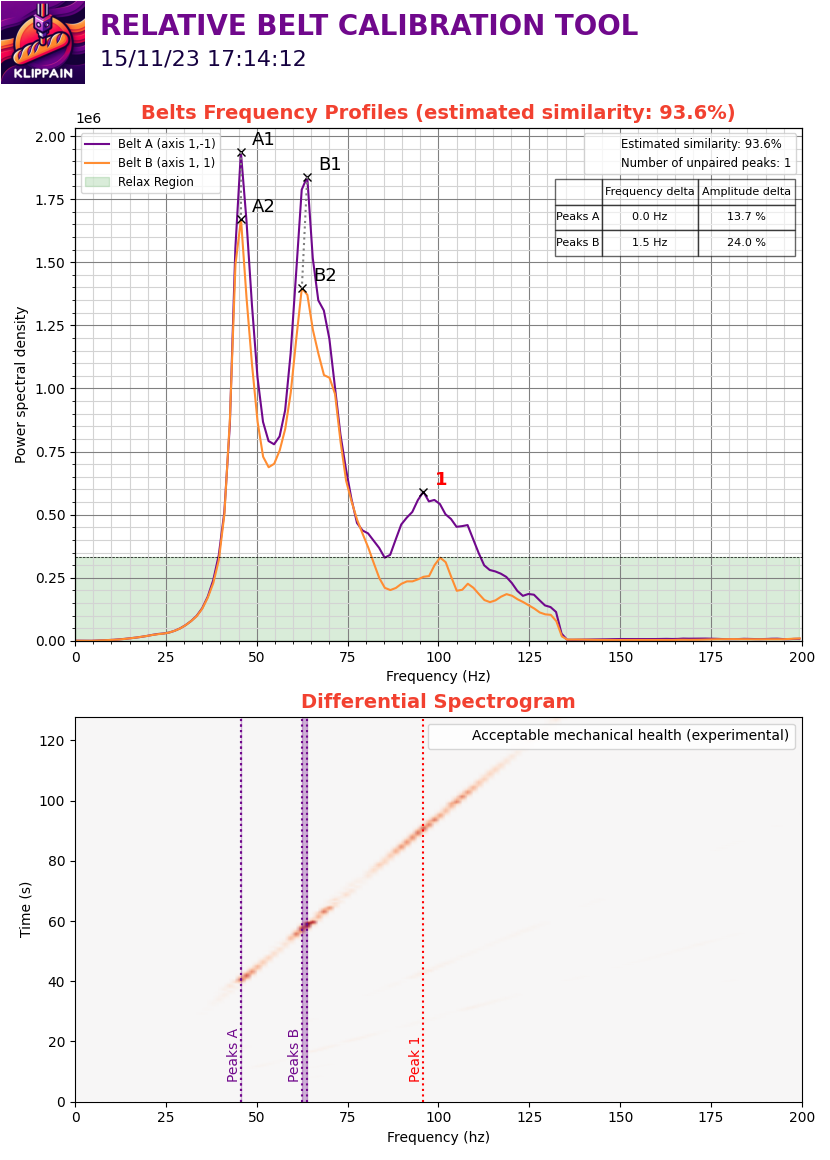 KLIPPAIN
RELATIVE BELT CALIBRATION TOOL
15/11/23 17:14:12
Belts Frequency Profiles (estimated similarity: 93.6%)
1e6
Belt A (axis 1,-1)
Belt B (axis 1, 1)
Relax Region
Estimated similarity: 93.6%
Number of unpaired peaks: 1
Frequency delta Amplitude delta
Peaks A 0.0 Hz 13.7 %
Peaks B 1.5 Hz 24.0 %
A1
B1
A2
B2
1
2.00
1.75
1.50
1.25
1.00
0.75
0.50
0.25
0.00
Power spectral density
0 25 50 75 100 125 150 175 200
Frequency (Hz)
Differential Spectrogram
Acceptable mechanical health (experimental)
120
100
80
60
40
20
0
Time (s)
Peaks A
Peaks B
Peak 1
0 25 50 75 100 125 150 175 200
Frequency (hz)